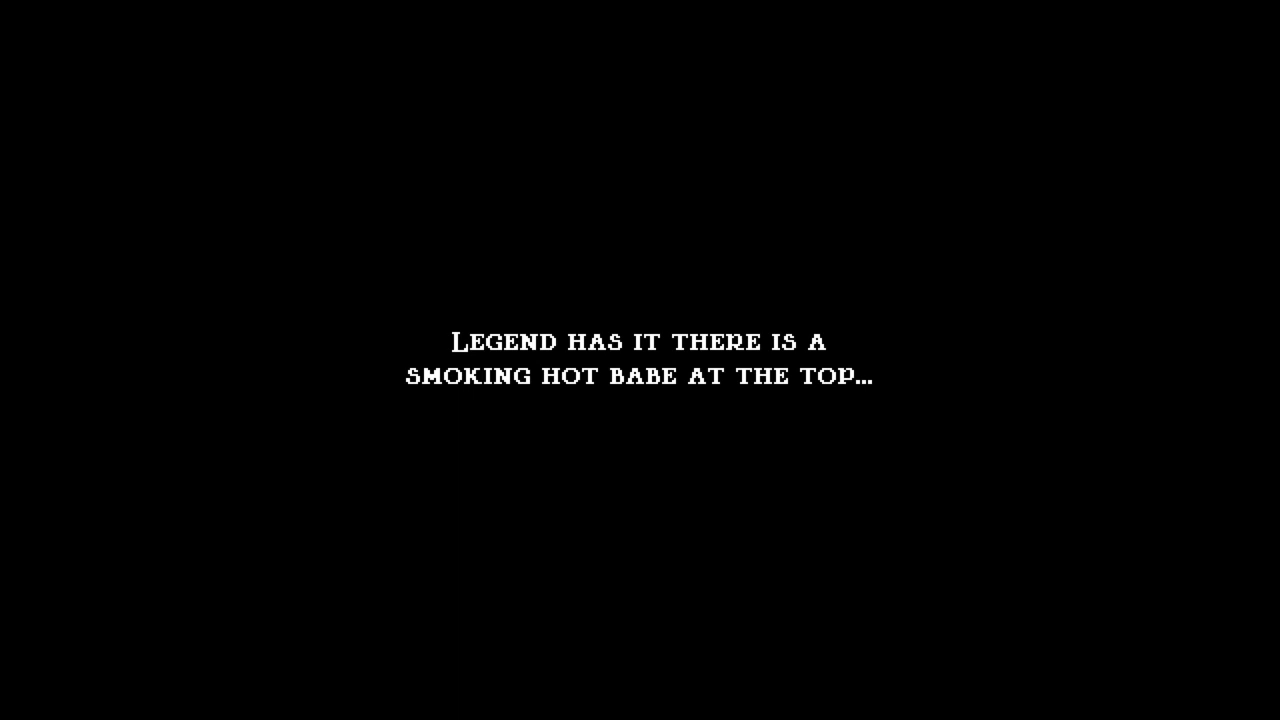 Legend has it there is a
smoking hot babe at the top...